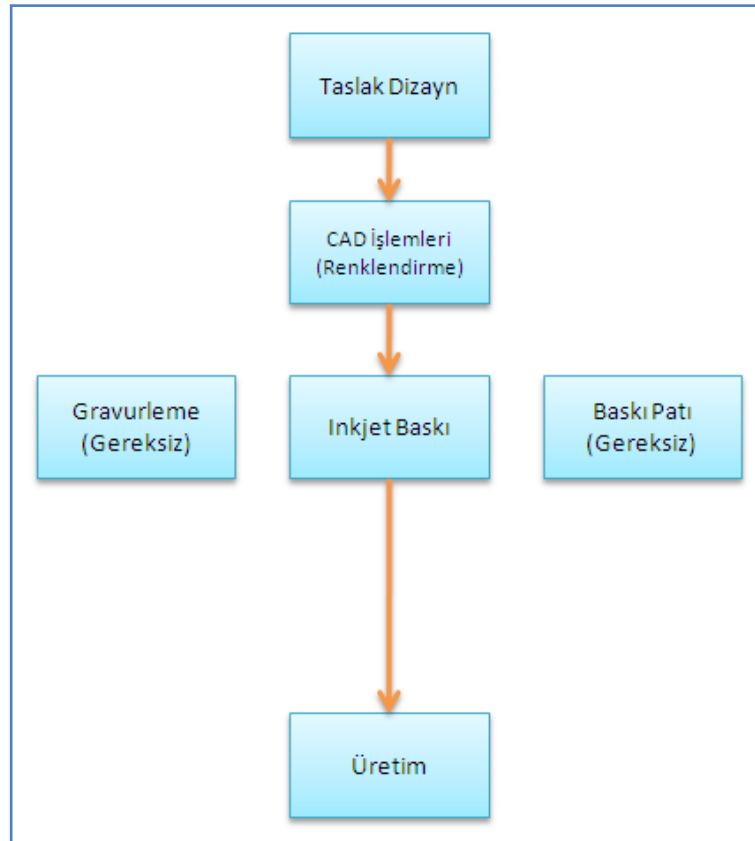 Taslak Dizayn
CAD İşlemleri
(Renklendirme)
Gravurleme
(Gereksiz)
Inkjet Baskı
Baskı Patı
(Gereksiz)
Üretim